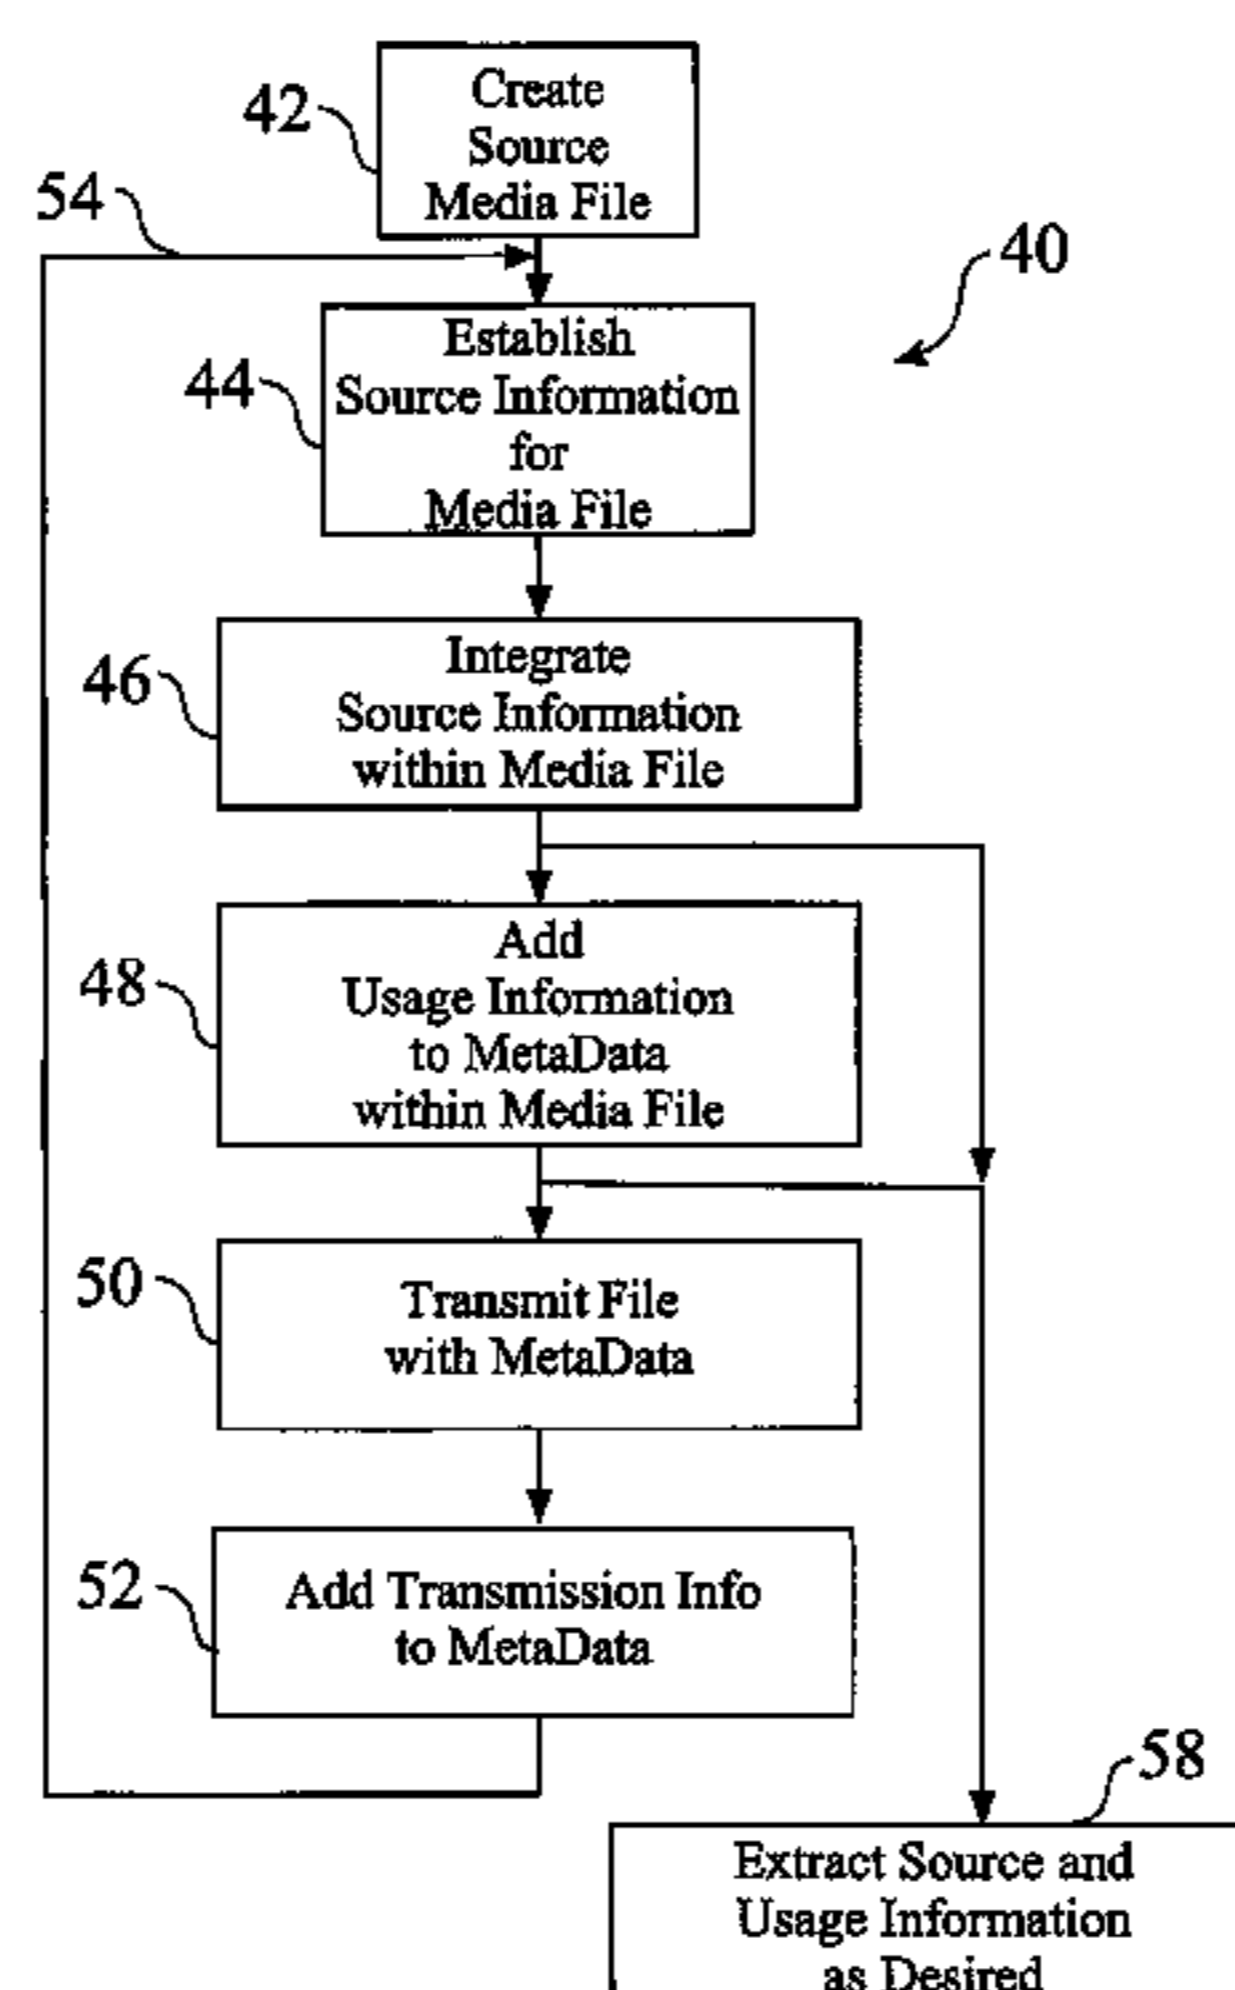 42
Create
Source
Media File
54
40
44
Establish
Source Information
for
Media File
46
Integrate
Source Information
within Media File
48
Add
Usage Information
to MetaData
within Media File
50
Transmit File
with MetaData
52
Add Transmission Info
to MetaData
58
Extract Source and
Usage Information
as Desired